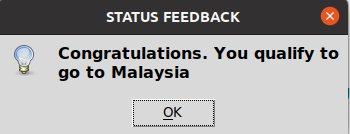 STATUS FEEDBACK
Congratulations. You qualify to
go to Malaysia
OK